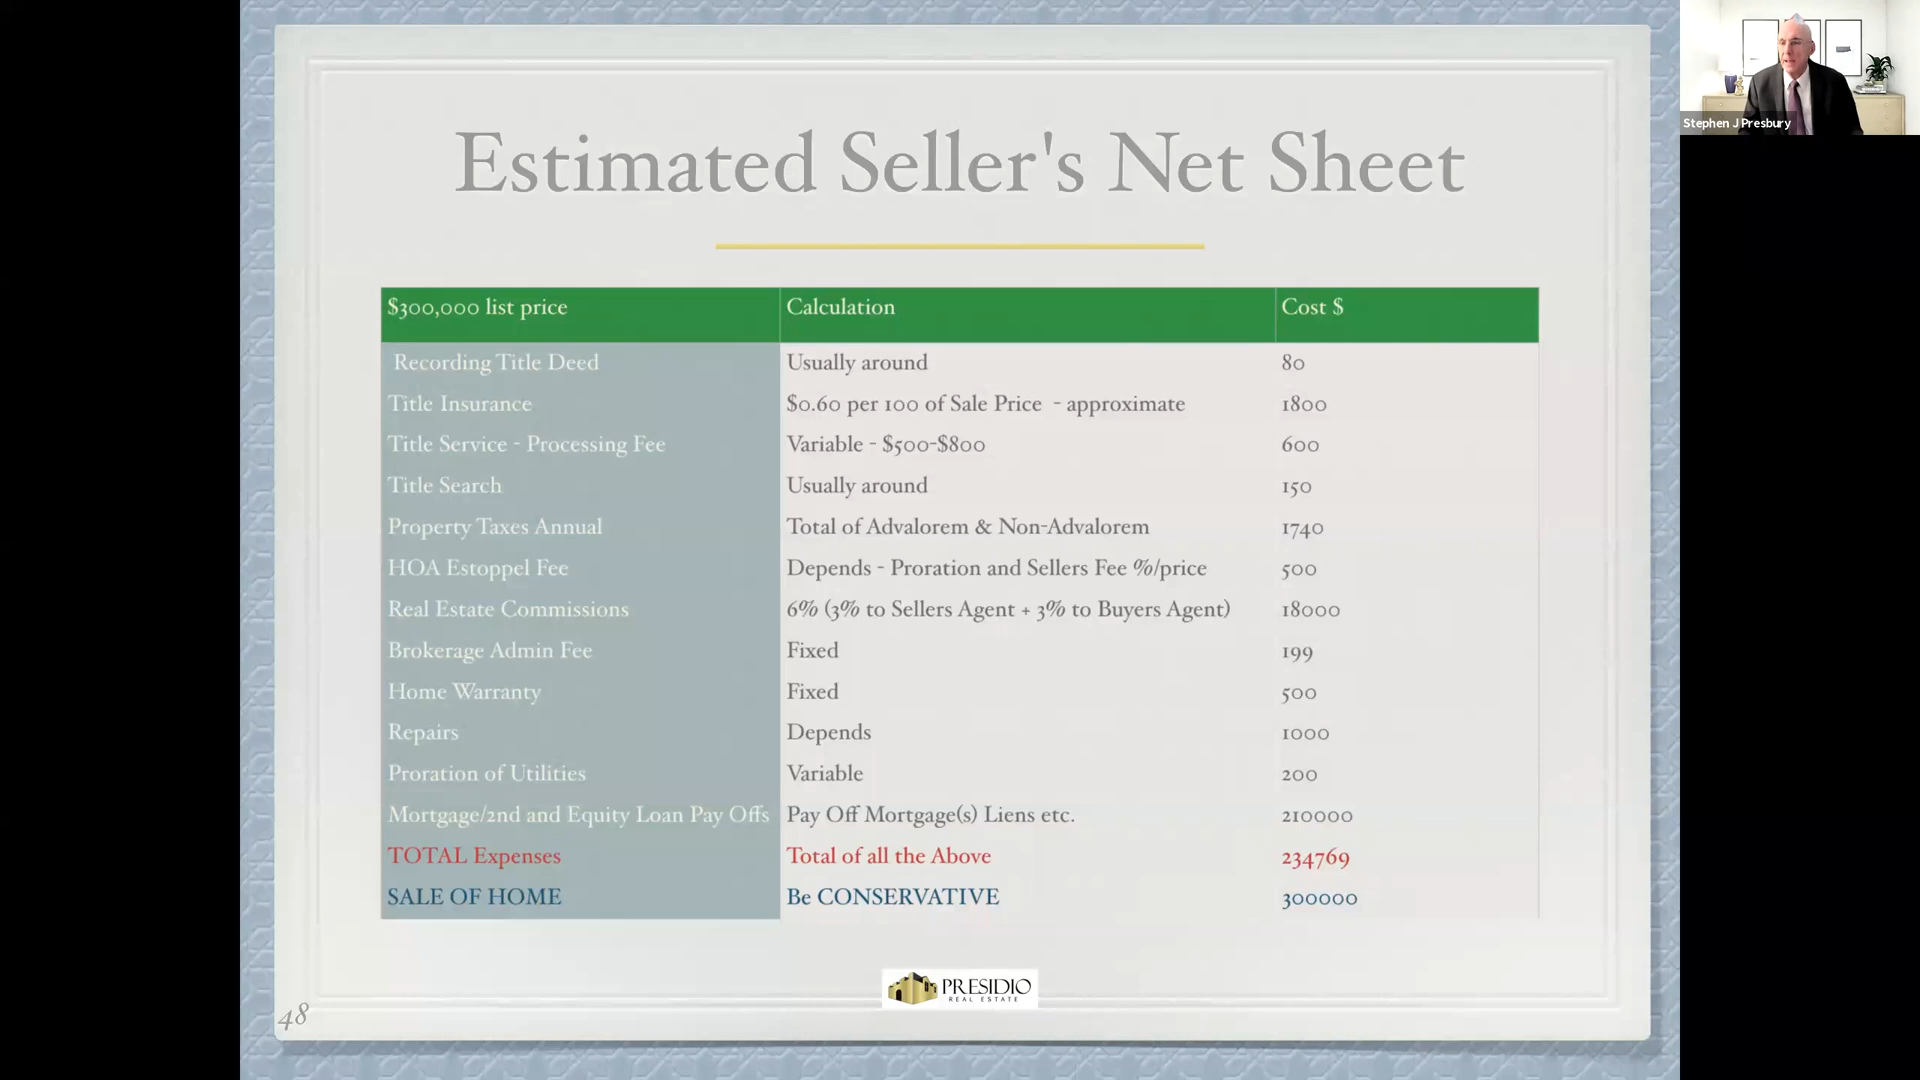 Stephen J Presbury
Estimated Seller's Net Sheet
$300,000 list price Calculation Cost $
Recording Title Deed Usually around 80
Title Insurance $0.60 per 100 of Sale Price - approximate 1800
Title Service - Processing Fee Variable - $500-$800 600
Title Search Usually around 150
Property Taxes Annual Total of Advalorem & Non-Advalorem 1740
HOA Estoppel Fee Depends - Proration and Sellers Fee %/price 500
Real Estate Commissions 6% (3% to Sellers Agent + 3% to Buyers Agent) 18000
Brokerage Admin Fee Fixed 199
Home Warranty Fixed 500
Repairs Depends 1000
Proration of Utilities Variable 200
Mortgage/2nd and Equity Loan Pay Offs Pay Off Mortgage(s) Liens etc. 210000
TOTAL Expenses Total of all the Above 234769
SALE OF HOME Be CONSERVATIVE 300000
PRESIDIO
REAL ESTATE
48